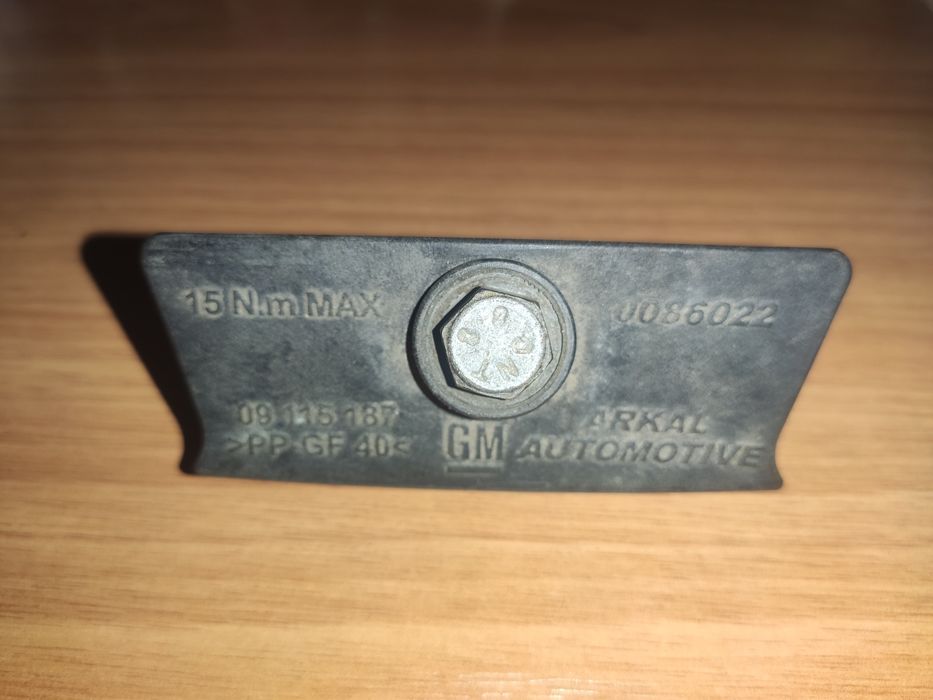 15 N.m MAX
0086022
09 115 187
>PP-GF 40<
GM
ARKAL
AUTOMOTIVE